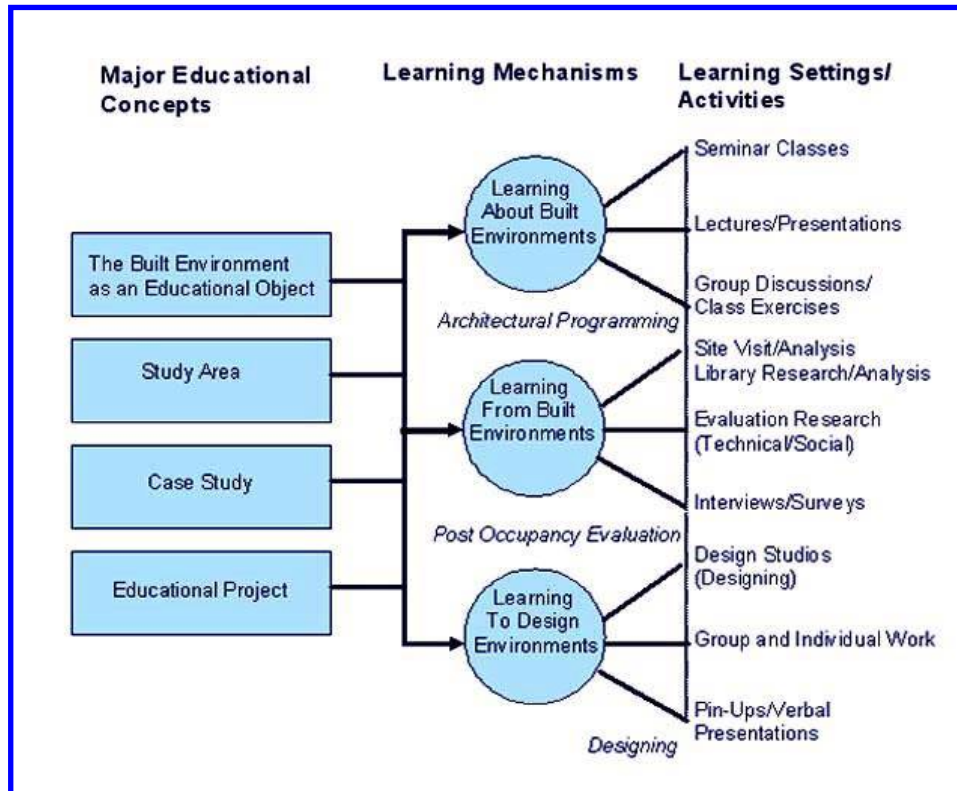 Major Educational
Concepts
Learning Mechanisms
Learning Settings/
Activities
The Built Environment
as an Educational Object
Study Area
Case Study
Educational Project
Learning
About Built
Environments
Architectural Programming
Learning
From Built
Environments
Post Occupancy Evaluation
Learning
To Design
Environments
Designing
Seminar Classes
Lectures/Presentations
Group Discussions/
Class Exercises
Site Visit/Analysis
Library Research/Analysis
Evaluation Research
(Technical/Social)
Interviews/Surveys
Design Studios
(Designing)
Group and Individual Work
Pin-Ups/Verbal
Presentations